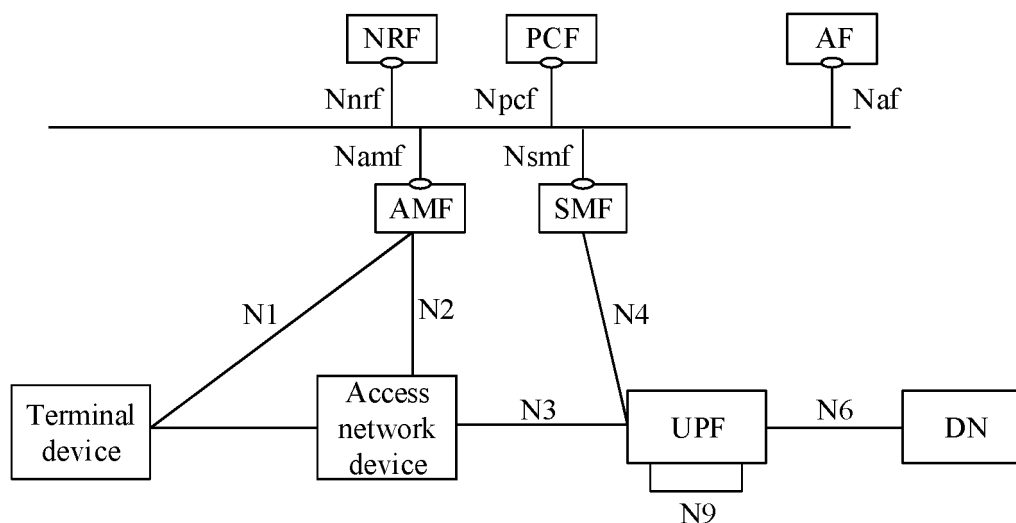 NRF
PCF
AF
Nnrf
Npcf
Naf
Namf
Nsmf
AMF
SMF
N1
N2
N4
Terminal
device
Access
network
device
N3
UPF
N6
DN
N9